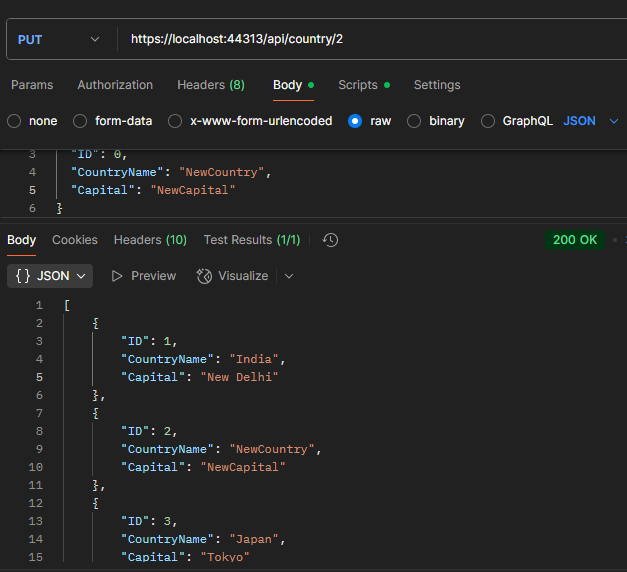 PUT https://localhost:44313/api/country/2
Params Authorization Headers (8) Body Scripts Settings
none form-data x-www-form-urlencoded raw binary GraphQL JSON
3 "ID": 0,
4 "CountryName": "NewCountry",
5 "Capital": "NewCapital"
6 }
Body Cookies Headers (10) Test Results (1/1) 200 OK
{} JSON Preview Visualize
1 [
2 {
3 "ID": 1,
4 "CountryName": "India",
5 "Capital": "New Delhi"
6 },
7 {
8 "ID": 2,
9 "CountryName": "NewCountry",
10 "Capital": "NewCapital"
11 },
12 {
13 "ID": 3,
14 "CountryName": "Japan",
15 "Capital": "Tokyo"